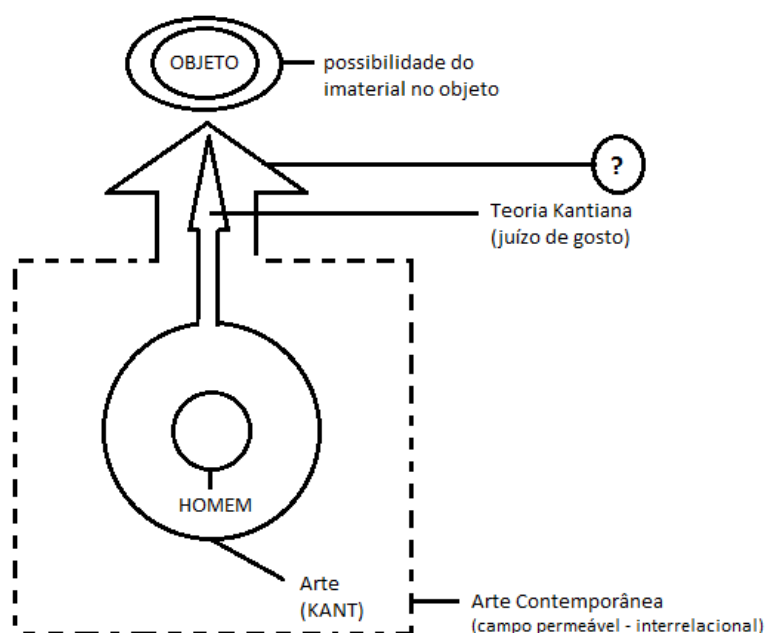 OBJETO
possibilidade do
imaterial no objeto
?
Teoria Kantiana
(juízo de gosto)
HOMEM
Arte
(KANT)
Arte Contemporânea
(campo permeável - interrelacional)